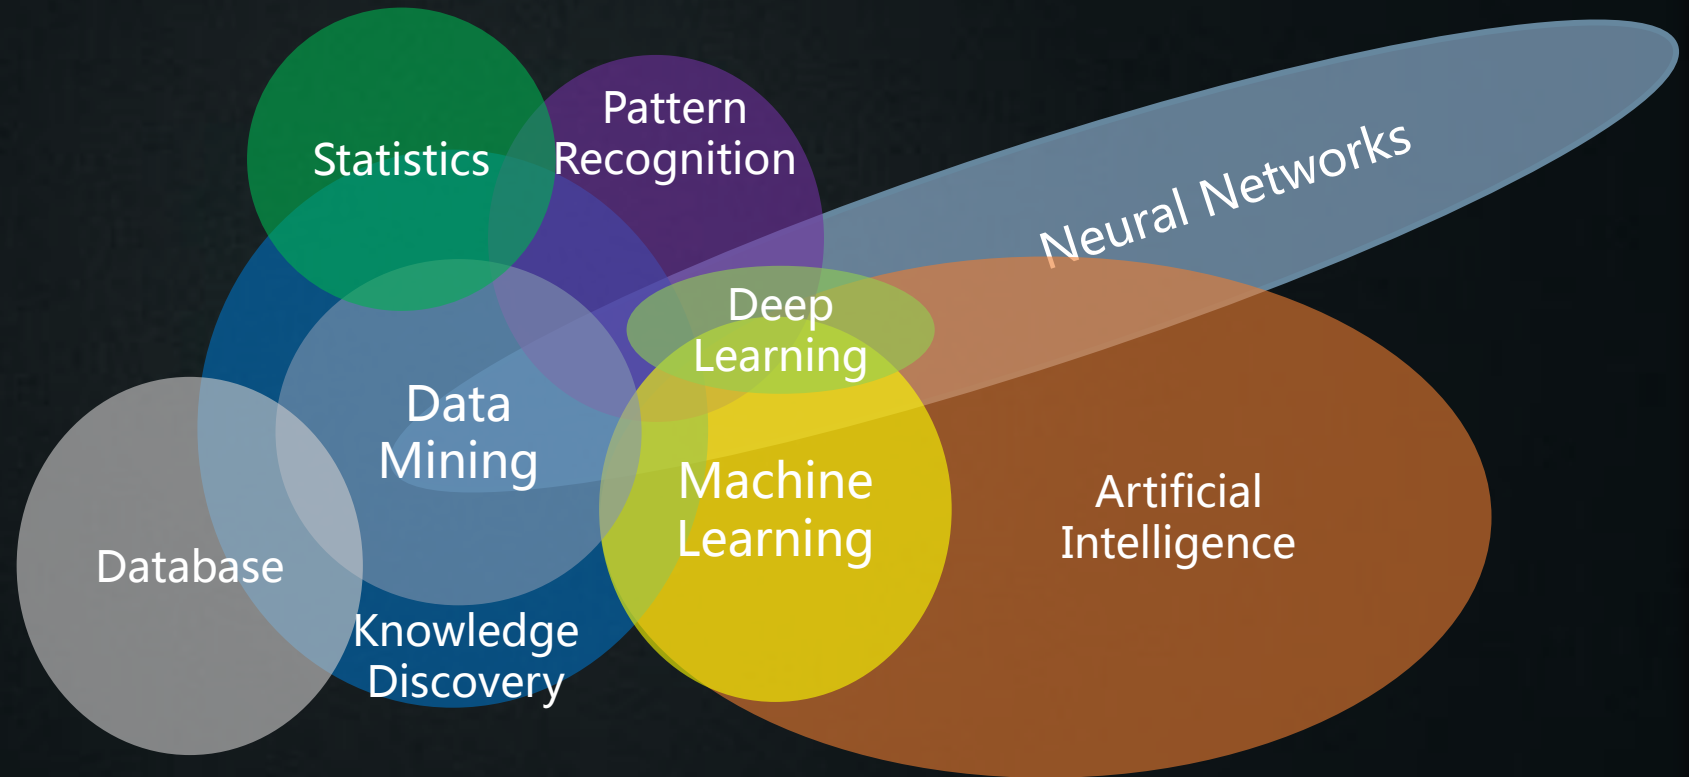 Pattern
Recognition
Statistics
Neural Networks
Deep
Learning
Data
Mining
Machine
Learning
Artificial
Intelligence
Database
Knowledge
Discovery